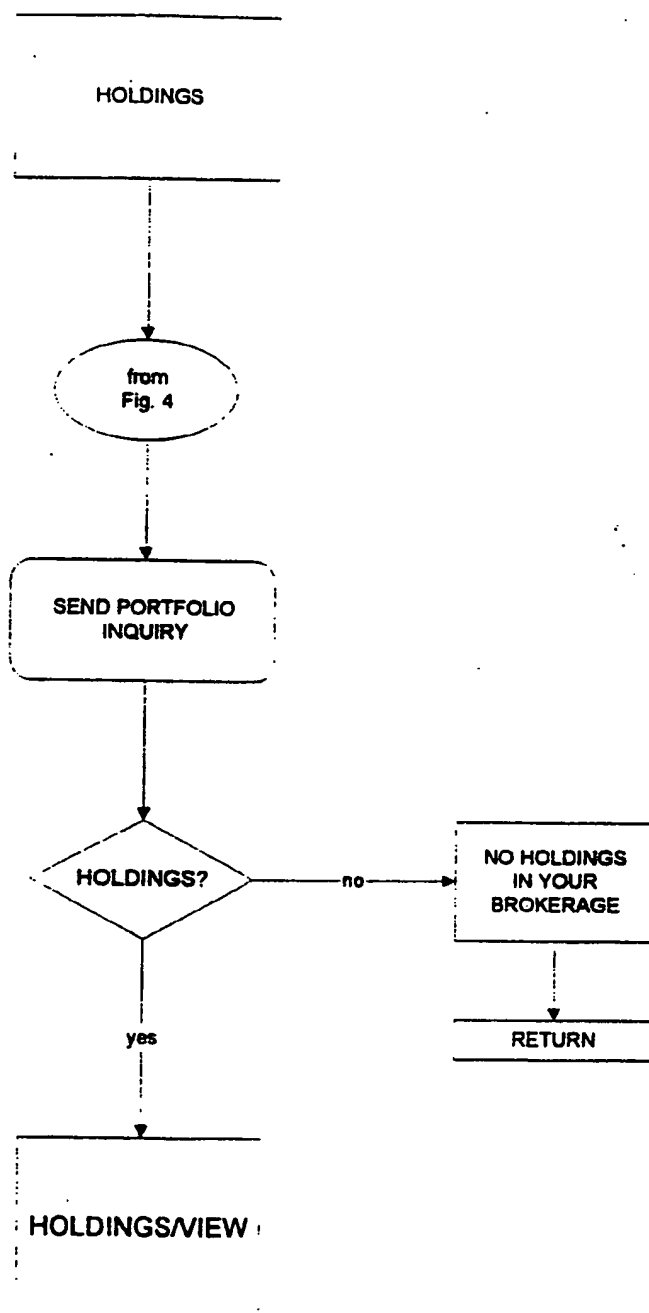 HOLDINGS
from
Fig. 4
SEND PORTFOLIO
INQUIRY
HOLDINGS?
no
NO HOLDINGS
IN YOUR
BROKERAGE
RETURN
yes
HOLDINGS/VIEW